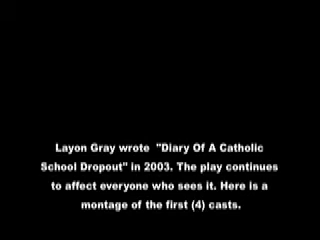 Layon Gray wrote  "Diary Of A Catholic
School Dropout" in 2003. The play continues
to affect everyone who sees it. Here is a
montage of the first (4) casts.